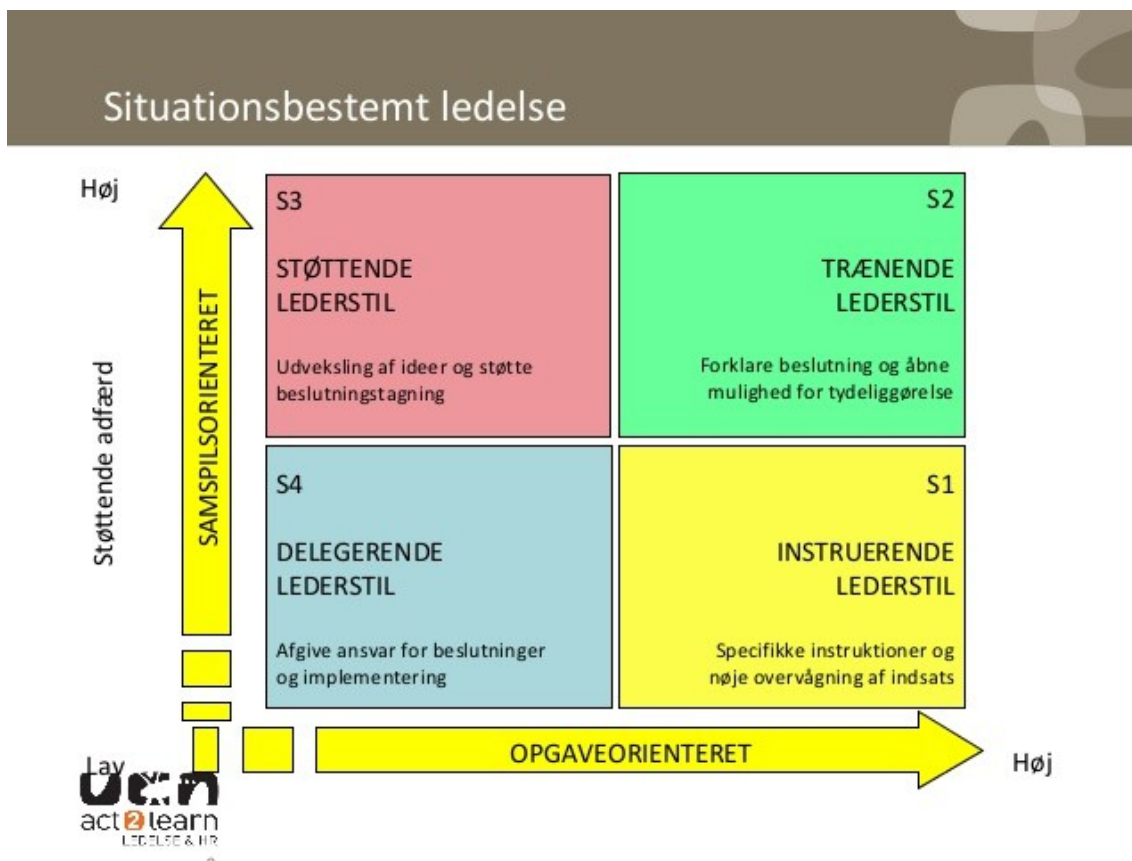 Situationsbestemt ledelse
Høj
Støttende adfærd
SAMSPILSORIENTERET
S3
STØTTENDE
LEDERSTIL
Udveksling af ideer og støtte
beslutningstagning
S2
TRÆNENDE
LEDERSTIL
Forklare beslutning og åbne
mulighed for tydeliggørelse
S4
DELEGERENDE
LEDERSTIL
Afgive ansvar for beslutninger
og implementering
S1
INSTRUERENDE
LEDERSTIL
Specifikke instruktioner og
nøje overvågning af indsats
OPGAVEORIENTERET
Høj
Lav
ucn
act2learn
LEDELSE & HR